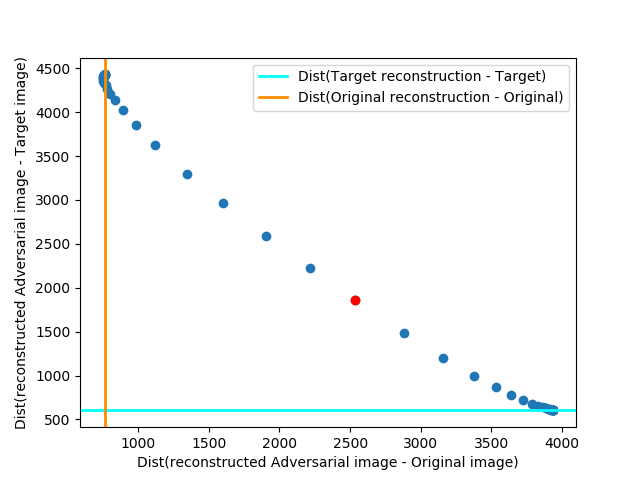 Dist(Target reconstruction - Target)
Dist(Original reconstruction - Original)
Dist(reconstructed Adversarial image - Target image)
4500
4000
3500
3000
2500
2000
1500
1000
500
1000 1500 2000 2500 3000 3500 4000
Dist(reconstructed Adversarial image - Original image)